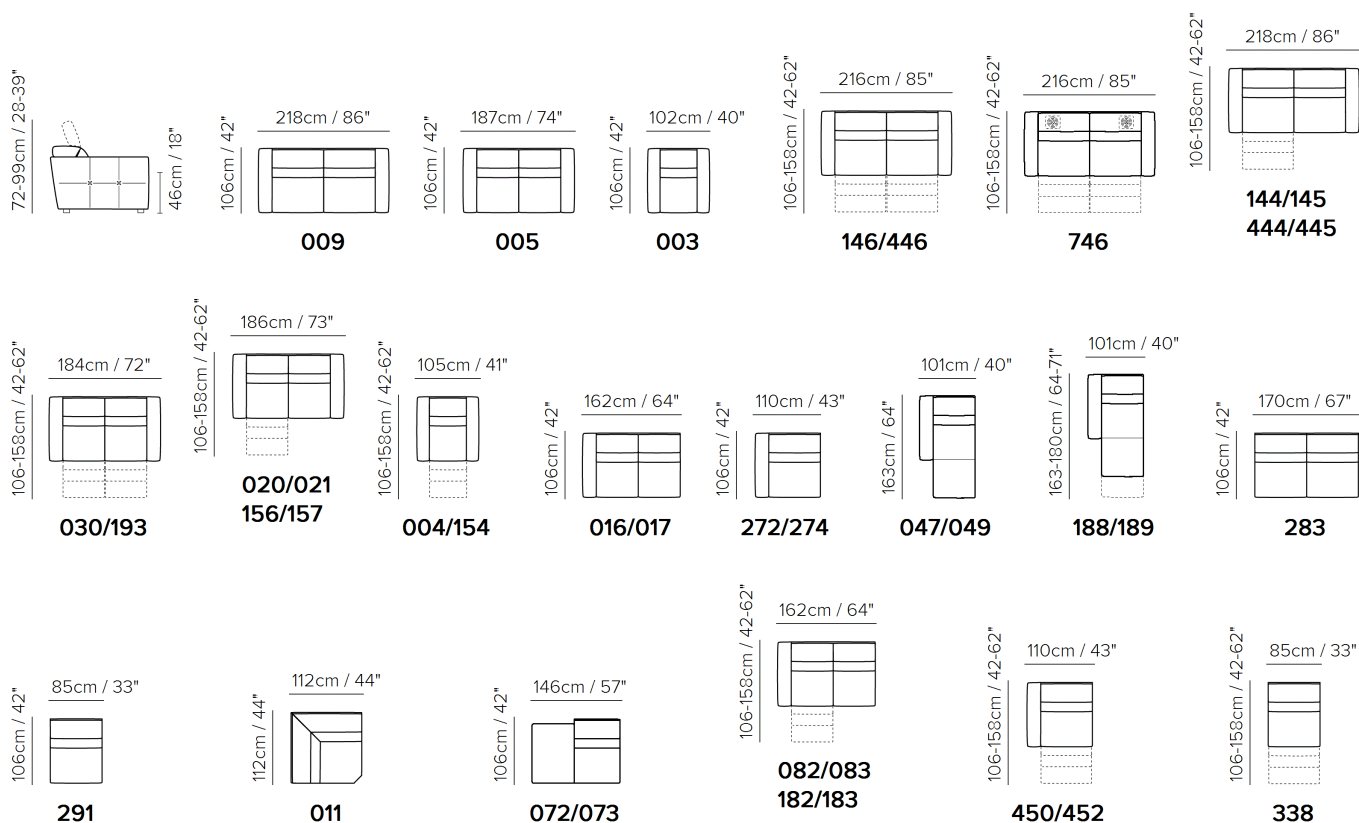 72-99cm / 28-39"
46cm / 18"
218cm / 86"
106cm / 42"
009
187cm / 74"
106cm / 42"
005
102cm / 40"
106cm / 42"
003
216cm / 85"
106-158cm / 42-62"
146/446
216cm / 85"
106-158cm / 42-62"
746
218cm / 86"
106-158cm / 42-62"
144/145
444/445
184cm / 72"
106-158cm / 42-62"
030/193
186cm / 73"
106-158cm / 42-62"
020/021
156/157
105cm / 41"
106-158cm / 42-62"
004/154
162cm / 64"
106cm / 42"
016/017
110cm / 43"
106cm / 42"
272/274
101cm / 40"
163cm / 64"
047/049
101cm / 40"
163-180cm / 64-71"
188/189
170cm / 67"
106cm / 42"
283
85cm / 33"
106cm / 42"
291
112cm / 44"
112cm / 44"
011
146cm / 57"
106cm / 42"
072/073
162cm / 64"
106-158cm / 42-62"
082/083
182/183
110cm / 43"
106-158cm / 42-62"
450/452
85cm / 33"
106-158cm / 42-62"
338